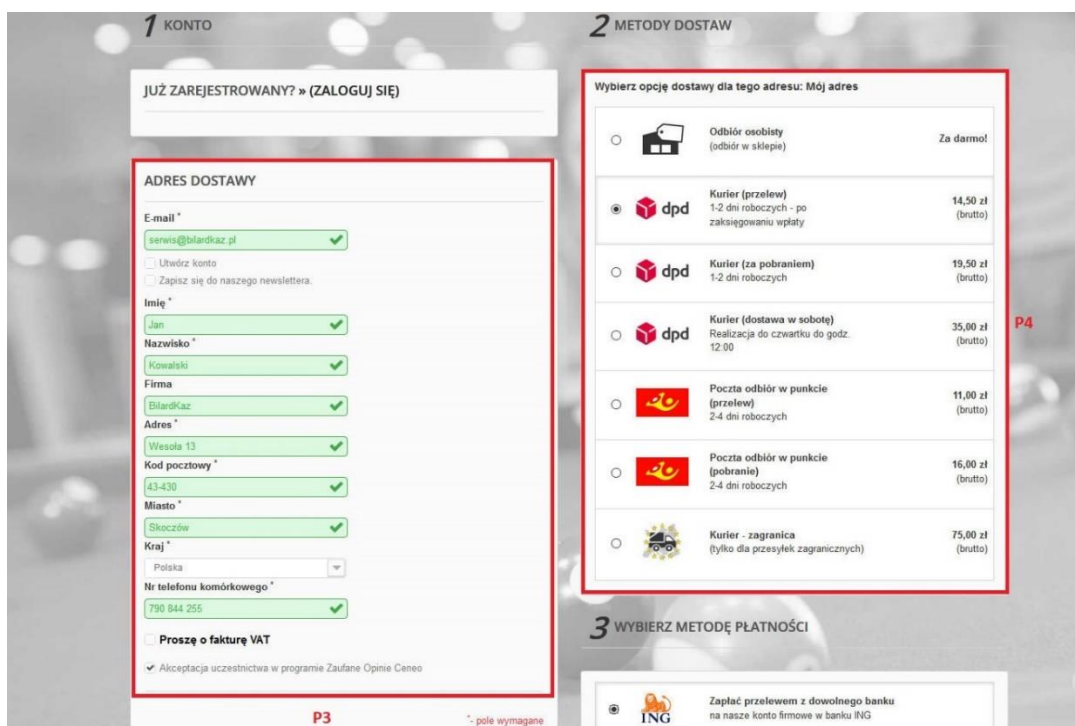 1 KONTO
JUŻ ZAREJESTROWANY? » (ZALOGUJ SIĘ)
ADRES DOSTAWY
E-mail *
serwis@bilardkaz.pl
Utwórz konto
Zapisz się do naszego newslettera.
Imię *
Jan
Nazwisko *
Kowalski
Firma
BilardKaz
Adres *
Wesoła 13
Kod pocztowy *
43-430
Miasto *
Skoczów
Kraj *
Polska
Nr telefonu komórkowego *
790 844 255
Proszę o fakturę VAT
Akceptacja uczestnictwa w programie Zaufane Opinie Ceneo
P3
*- pole wymagane
2 METODY DOSTAW
Wybierz opcję dostawy dla tego adresu: Mój adres
Odbiór osobisty
(odbiór w sklepie)
Za darmo!
dpd
Kurier (przelew)
1-2 dni roboczych - po
zaksięgowaniu wpłaty
14,50 zł
(brutto)
dpd
Kurier (za pobraniem)
1-2 dni roboczych
19,50 zł
(brutto)
dpd
Kurier (dostawa w sobotę)
Realizacja do czwartku do godz.
12:00
35,00 zł
(brutto)
P4
Poczta odbiór w punkcie
(przelew)
2-4 dni roboczych
11,00 zł
(brutto)
Poczta odbiór w punkcie
(pobranie)
2-4 dni roboczych
16,00 zł
(brutto)
Kurier - zagranica
(tylko dla przesyłek zagranicznych)
75,00 zł
(brutto)
3 WYBIERZ METODĘ PŁATNOŚCI
ING
Zapłać przelewem z dowolnego banku
na nasze konto firmowe w banku ING